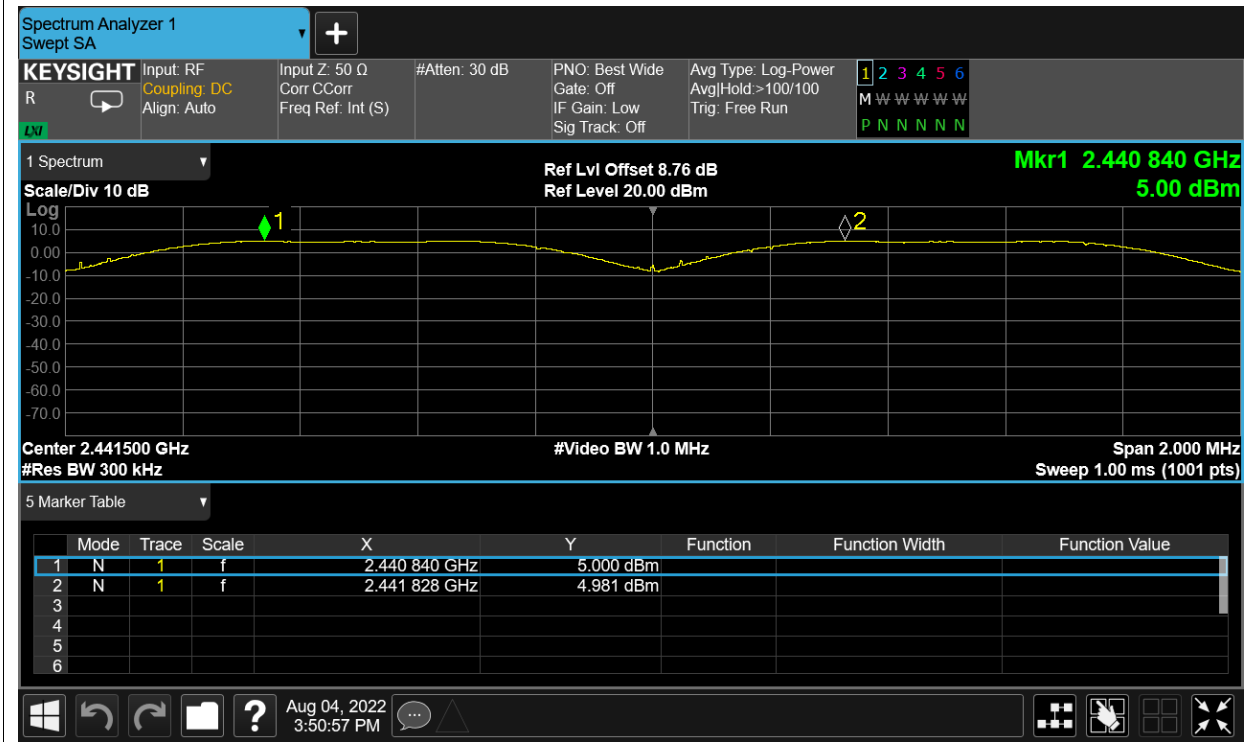 Spectrum Analyzer 1
Swept SA
KEYSIGHT
R
LXI
Input: RF
Coupling: DC
Align: Auto
Input Z: 50 Ω
Corr CCorr
Freq Ref: Int (S)
#Atten: 30 dB
PNO: Best Wide
Gate: Off
IF Gain: Low
Sig Track: Off
Avg Type: Log-Power
Avg|Hold:>100/100
Trig: Free Run
1 2 3 4 5 6
M W W W W W
P N N N N N
1 Spectrum
Scale/Div 10 dB
Ref Lvl Offset 8.76 dB
Ref Level 20.00 dBm
Mkr1 2.440 840 GHz
5.00 dBm
Log
10.0
0.00
-10.0
-20.0
-30.0
-40.0
-50.0
-60.0
-70.0
1
2
Center 2.441500 GHz
#Res BW 300 kHz
#Video BW 1.0 MHz
Span 2.000 MHz
Sweep 1.00 ms (1001 pts)
5 Marker Table
Mode Trace Scale X Y Function Function Width Function Value
1 N 1 f 2.440 840 GHz 5.000 dBm
2 N 1 f 2.441 828 GHz 4.981 dBm
3
4
5
6
?
Aug 04, 2022
3:50:57 PM